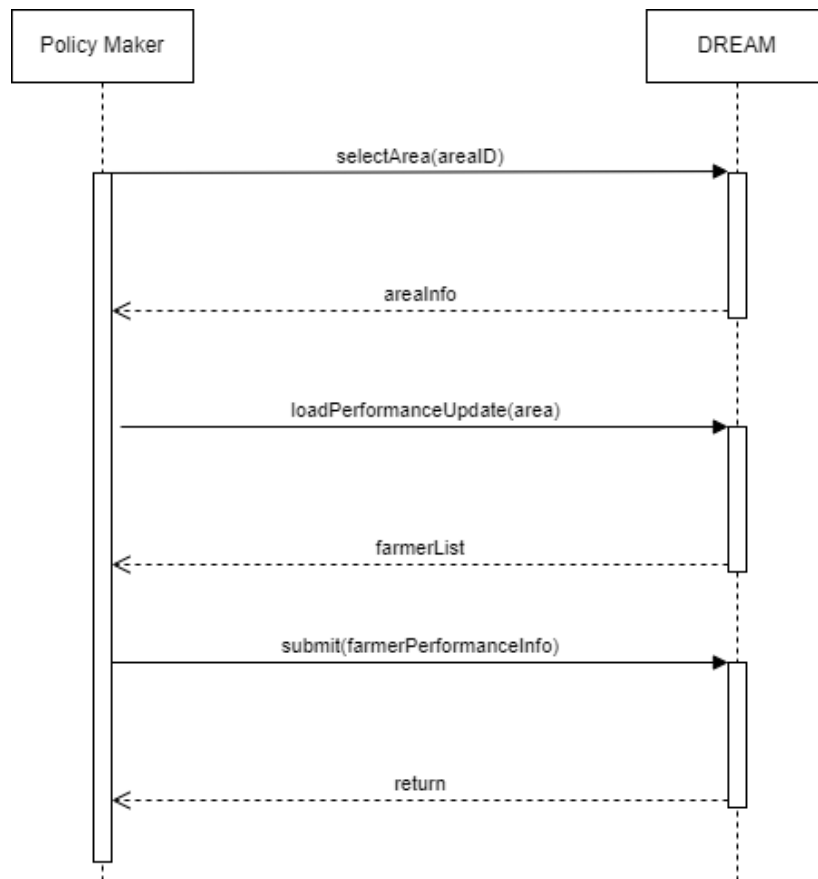 Policy Maker
DREAM
selectArea(areaID)
areaInfo
loadPerformanceUpdate(area)
farmerList
submit(farmerPerformanceInfo)
return